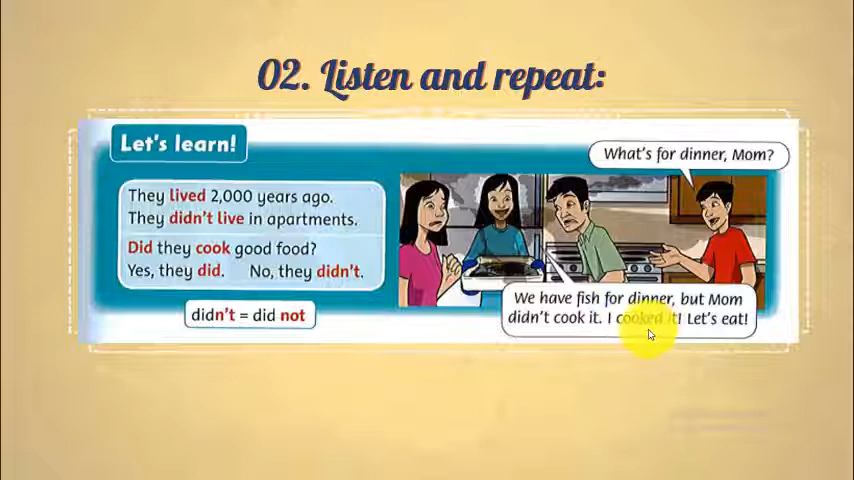 02. Listen and repeat:
Let's learn!
They lived 2,000 years ago.
They didn't live in apartments.
Did they cook good food?
Yes, they did. No, they didn't.
didn't = did not
What's for dinner, Mom?
We have fish for dinner, but Mom
didn't cook it. I cooked it! Let's eat!